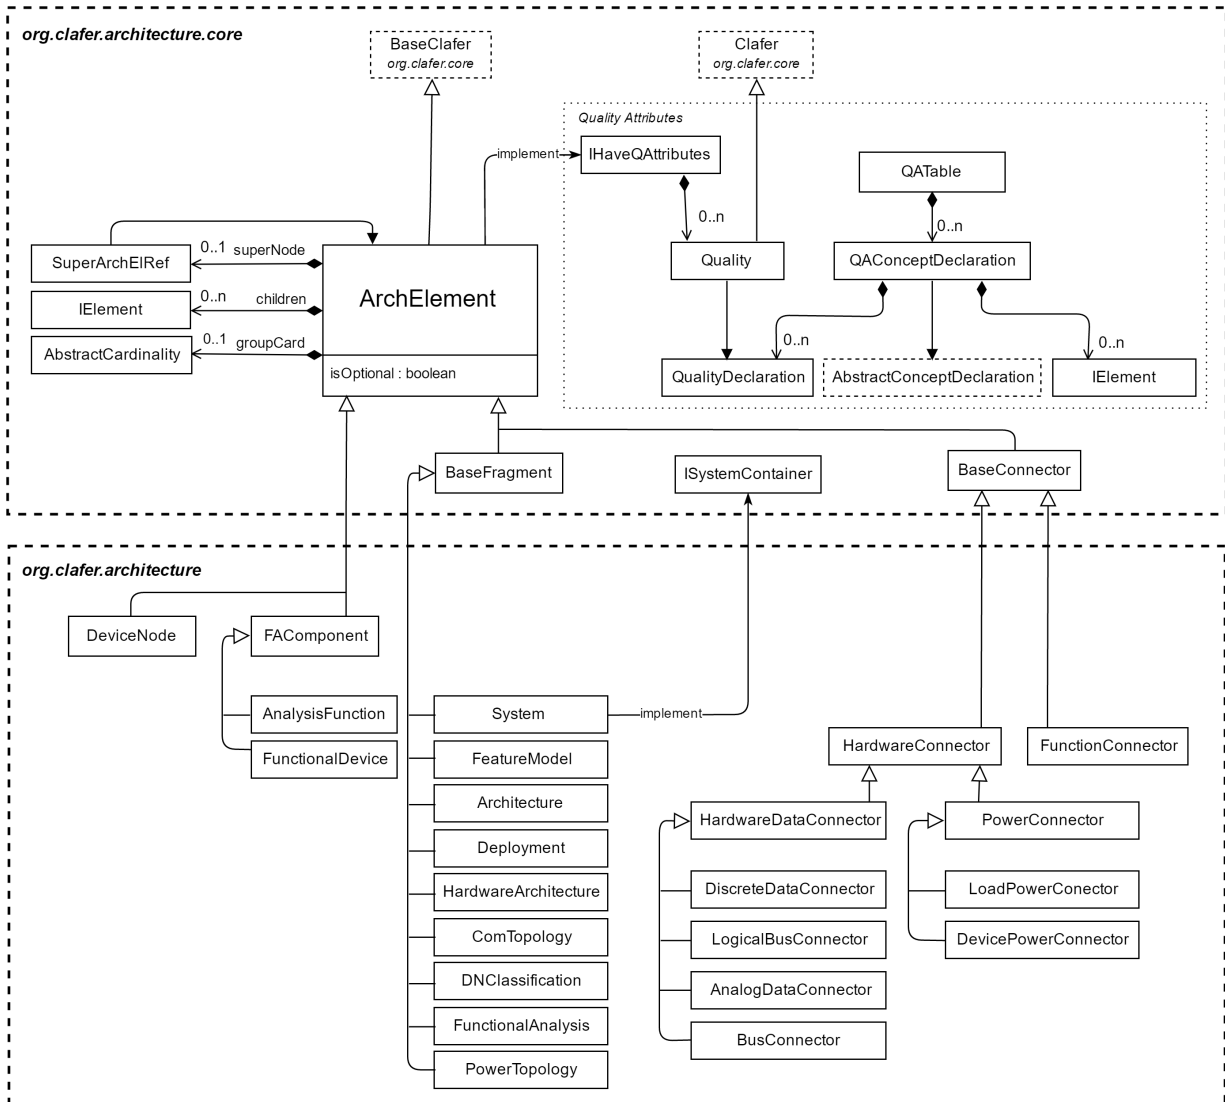 org.clafer.architecture.core
BaseClafer
org.clafer.core
Clafer
org.clafer.core
Quality Attributes
implement
IHaveQAttributes
QATable
0..n
0..n
SuperArchElRef
0..1 superNode
IElement
0..n children
AbstractCardinality
0..1 groupCard
ArchElement
isOptional : boolean
Quality
QAConceptDeclaration
0..n
0..n
QualityDeclaration
AbstractConceptDeclaration
IElement
BaseFragment
ISystemContainer
BaseConnector
org.clafer.architecture
DeviceNode
FAComponent
AnalysisFunction
FunctionalDevice
System
implement
FeatureModel
Architecture
Deployment
HardwareArchitecture
ComTopology
DNClassification
FunctionalAnalysis
PowerTopology
HardwareConnector
FunctionConnector
HardwareDataConnector
PowerConnector
DiscreteDataConnector
LoadPowerConector
LogicalBusConnector
DevicePowerConnector
AnalogDataConnector
BusConnector